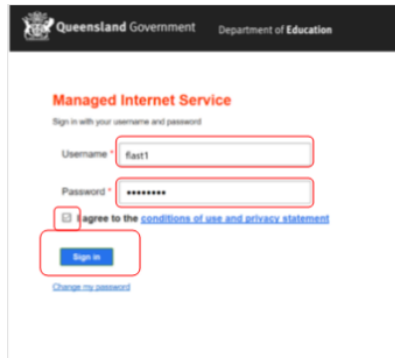 Queensland Government Department of Education
Managed Internet Service
Sign in with your username and password
Username * flast1
Password * ••••••••
I agree to the conditions of use and privacy statement
Sign in
Change my password